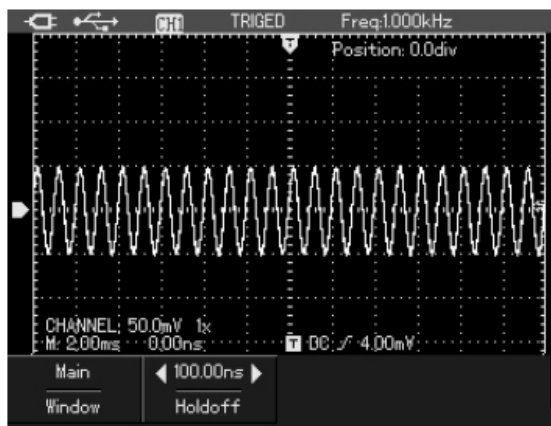 CH1 TRIGED Freq:1.000kHz
T
Position: 0.0div
CHANNEL: 50.0mV 1x
M: 2.00ms 0.00ns T DC 4.00mV
Main 100.00ns
Window Holdoff